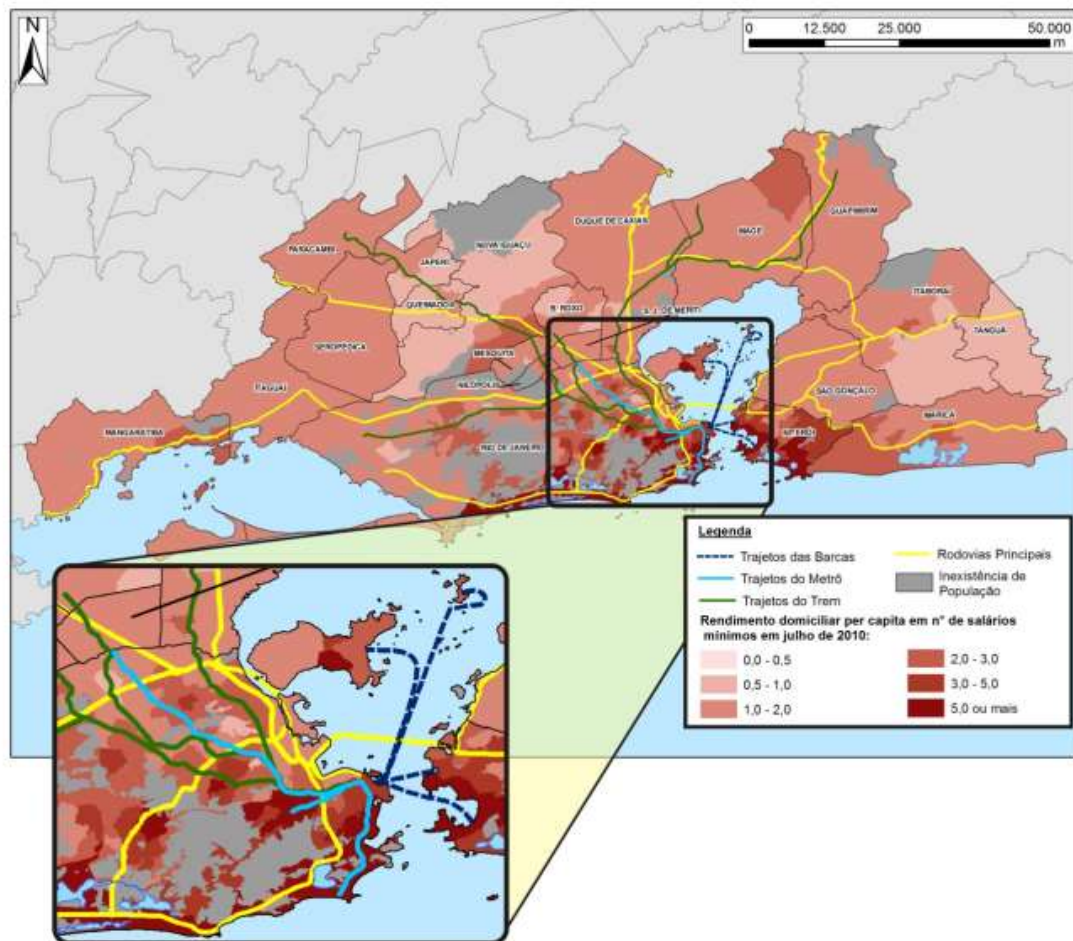 N
0 12.500 25.000 50.000
m
GUAPIMIRIM
DUQUE DE CAXIAS
MAGÉ
PARACAMBI
NOVA IGUAÇU
JAPERI
ITABORAÍ
QUEIMADOS
B. ROXO
S. J. DE MERITI
TANGUÁ
SEROPÉDICA
MESQUITA
NILÓPOLIS
ITAGUAÍ
SÃO GONÇALO
MARICÁ
MANGARATIBA
NITERÓI
RIO DE JANEIRO
Legenda
Trajetos das Barcas
Rodovias Principais
Trajetos do Metrô
Inexistência de
População
Trajetos do Trem
Rendimento domiciliar per capita em n° de salários
mínimos em julho de 2010:
0,0 - 0,5
2,0 - 3,0
0,5 - 1,0
3,0 - 5,0
1,0 - 2,0
5,0 ou mais